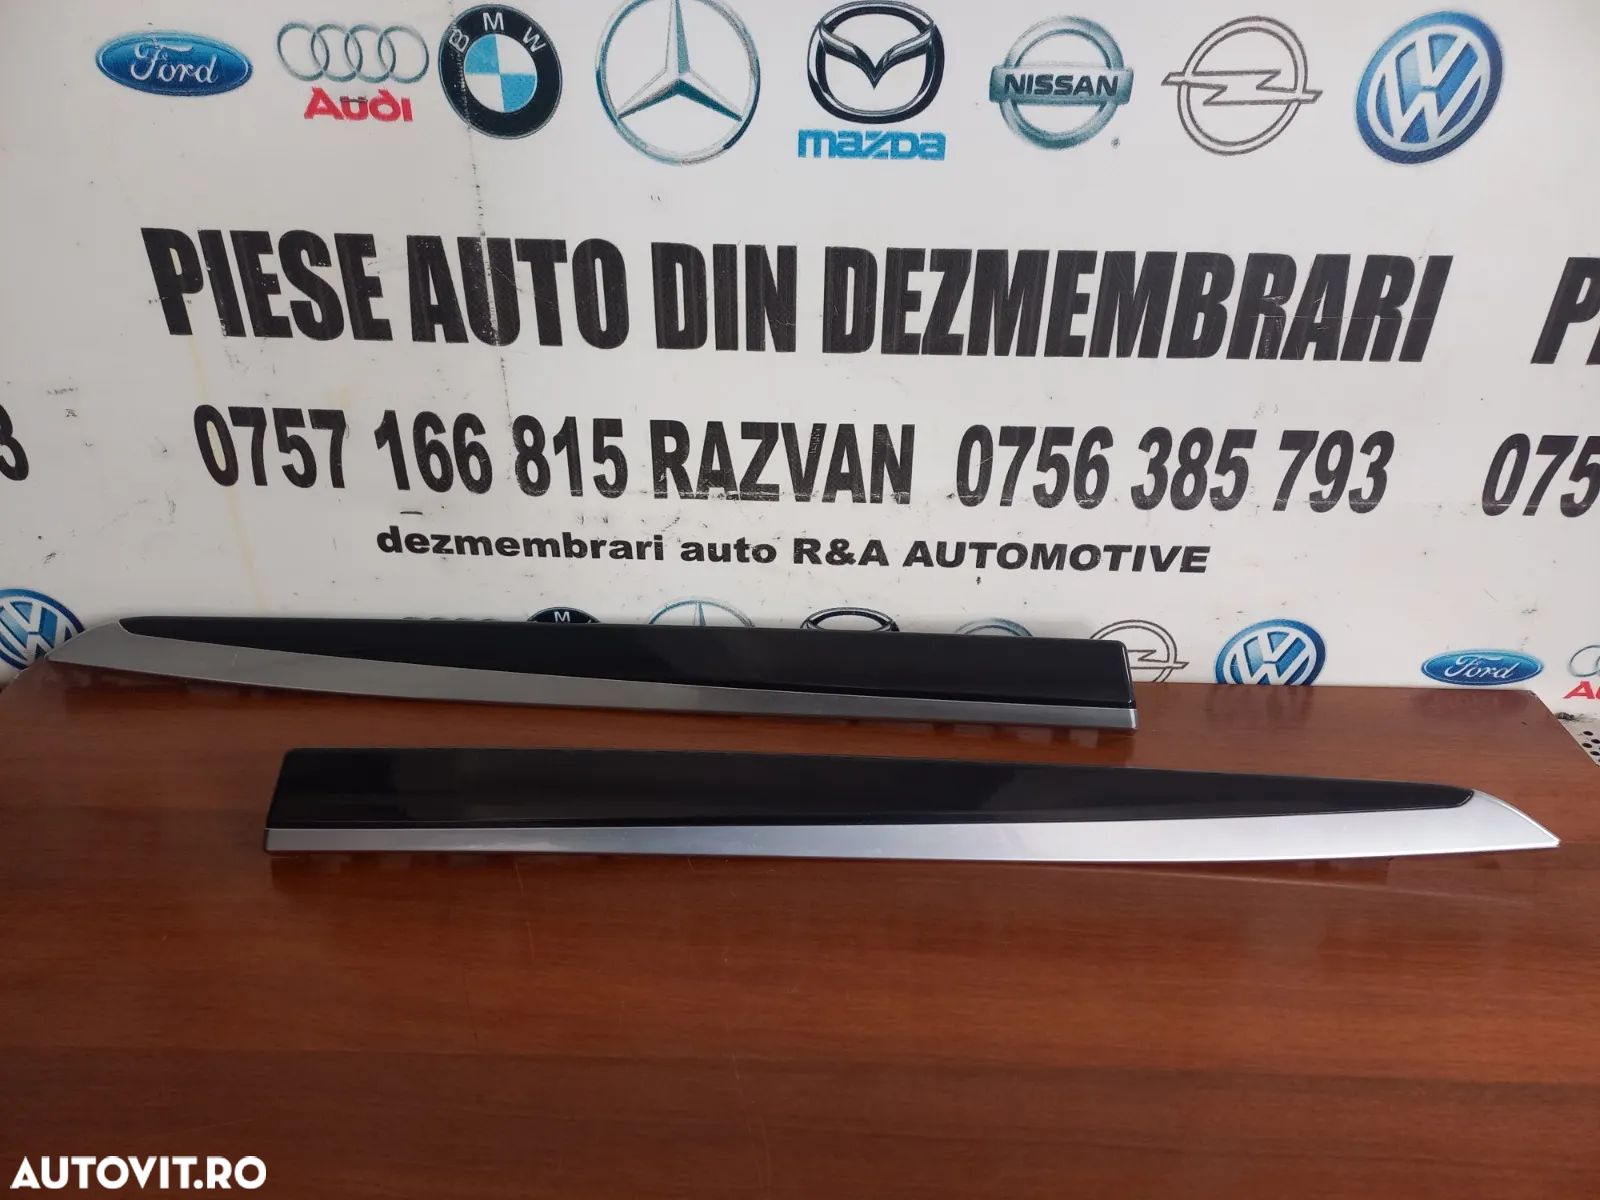 Ford
Audi
BMW
mazda
NISSAN
PIESE AUTO DIN DEZMEMBRARI
0757 166 815 RAZVAN 0756 385 793
dezmembrari auto R&A AUTOMOTIVE
M
Ford
AUTOVIT.RO